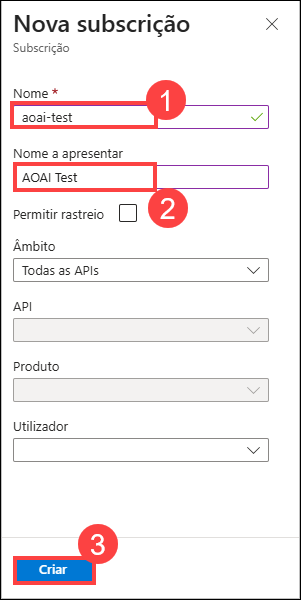 Nova subscrição
Subscrição
Nome *
1
aoai-test
Nome a apresentar
AOAI Test
Permitir rastreio
2
Âmbito
Todas as APIs
API
Produto
Utilizador
3
Criar